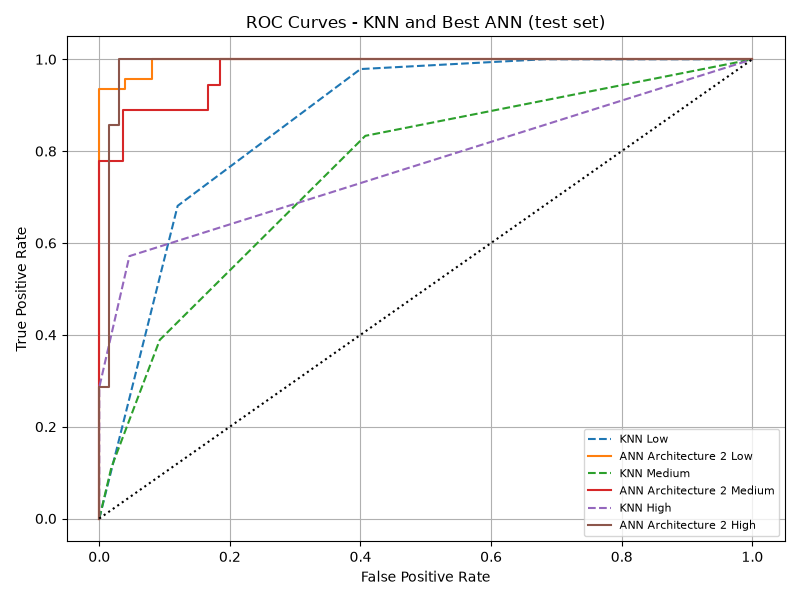 ROC Curves - KNN and Best ANN (test set)
True Positive Rate
1.0
0.8
0.6
0.4
0.2
0.0
0.0 0.2 0.4 0.6 0.8 1.0
False Positive Rate
KNN Low
ANN Architecture 2 Low
KNN Medium
ANN Architecture 2 Medium
KNN High
ANN Architecture 2 High